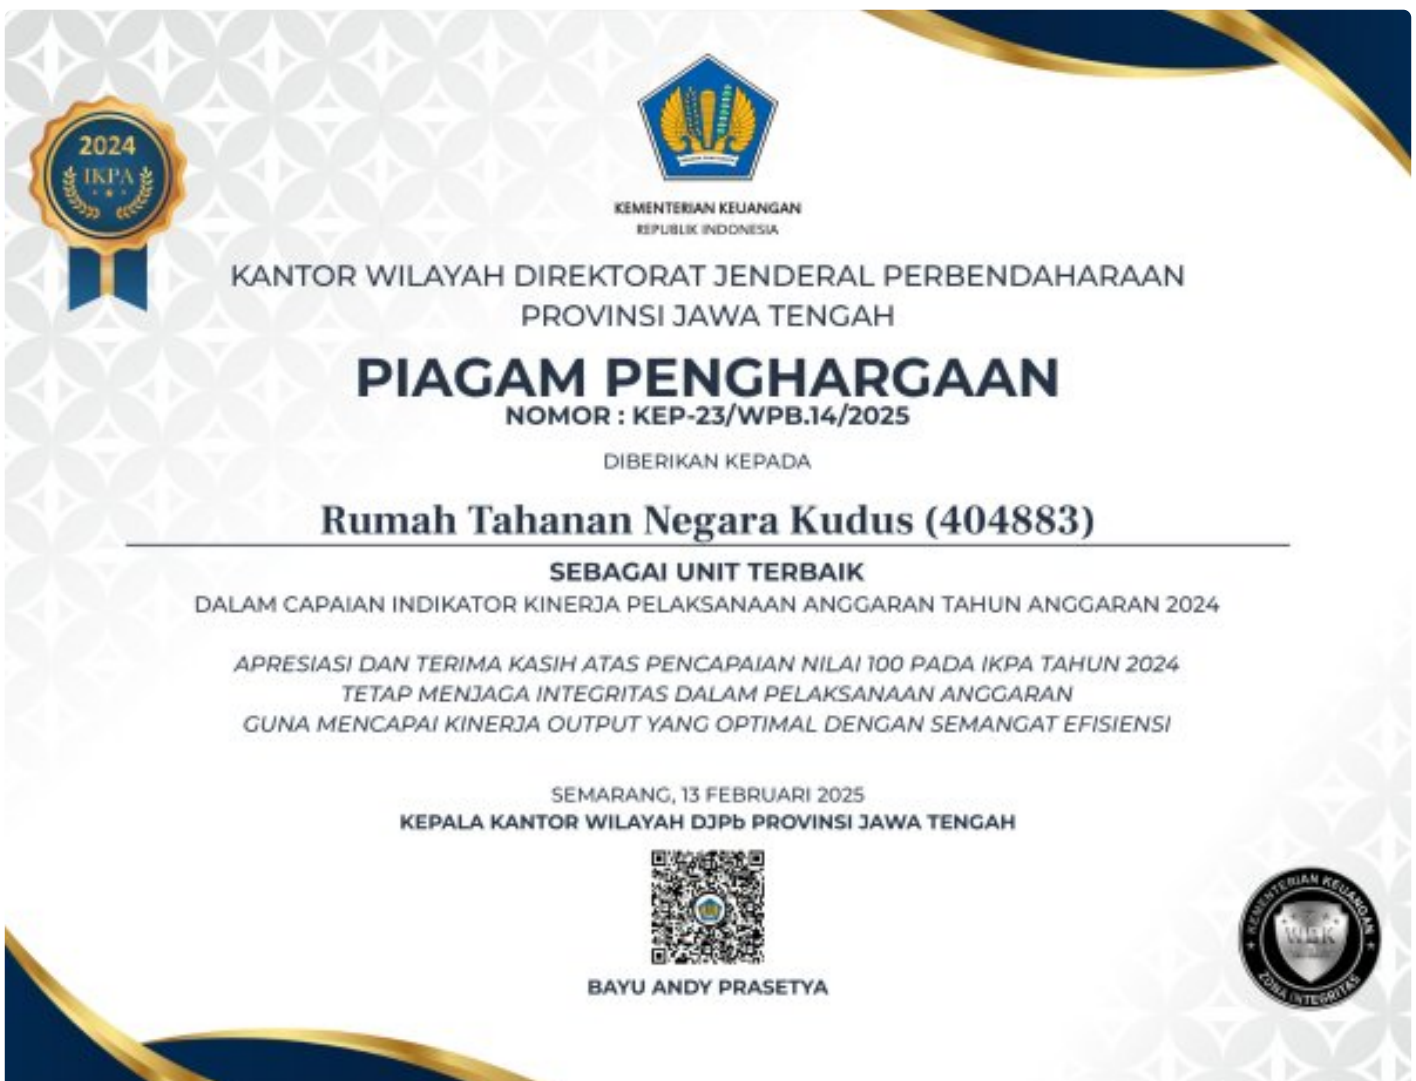 2024
IKPA
KEMENTERIAN KEUANGAN
REPUBLIK INDONESIA
KANTOR WILAYAH DIREKTORAT JENDERAL PERBENDAHARAAN
PROVINSI JAWA TENGAH
PIAGAM PENGHARGAAN
NOMOR : KEP-23/WPB.14/2025
DIBERIKAN KEPADA
Rumah Tahanan Negara Kudus (404883)
SEBAGAI UNIT TERBAIK
DALAM CAPAIAN INDIKATOR KINERJA PELAKSANAAN ANGGARAN TAHUN ANGGARAN 2024
APRESIASI DAN TERIMA KASIH ATAS PENCAPAIAN NILAI 100 PADA IKPA TAHUN 2024
TETAP MENJAGA INTEGRITAS DALAM PELAKSANAAN ANGGARAN
GUNA MENCAPAI KINERJA OUTPUT YANG OPTIMAL DENGAN SEMANGAT EFISIENSI
SEMARANG, 13 FEBRUARI 2025
KEPALA KANTOR WILAYAH DJPb PROVINSI JAWA TENGAH
BAYU ANDY PRASETYA
KEMENTERIAN KEUANGAN
WBK
ZONA INTEGRITAS